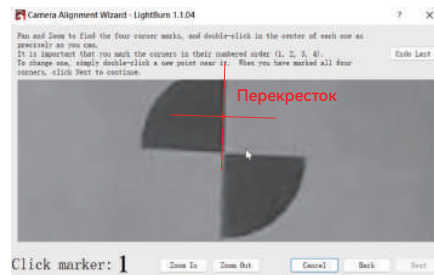 Camera Alignment Wizard - LightBurn 1.1.04
? X
Pan and Zoom to find the four corner marks, and double-click in the center of each one as
precisely as you can.
It is important that you mark the corners in their numbered order (1, 2, 3, 4).
To change one, simply double-click a new point near it. When you have marked all four
corners, click Next to continue.
Undo Last
Перекресток
Click marker: 1
Zoom In
Zoom Out
Cancel
Back
Next